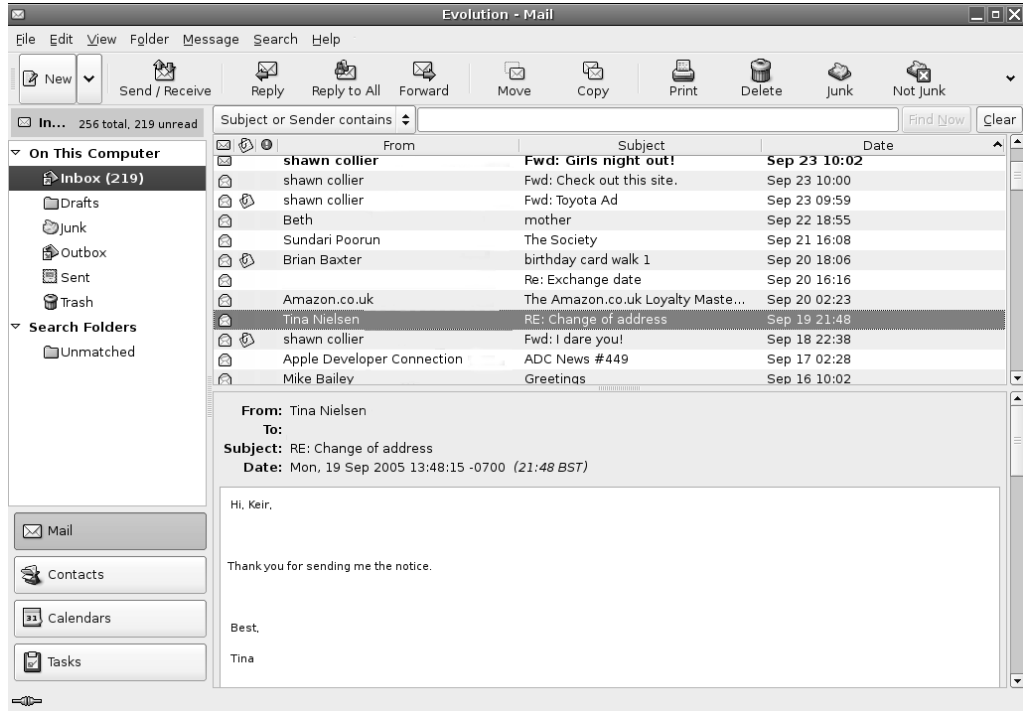 Evolution - Mail
File Edit View Folder Message Search Help
New Send / Receive Reply Reply to All Forward Move Copy Print Delete Junk Not Junk
In... 256 total, 219 unread Subject or Sender contains Find Now Clear
From Subject Date
On This Computer
Inbox (219)
Drafts
Junk
Outbox
Sent
Trash
Search Folders
Unmatched
shawn collier Fwd: Girls night out! Sep 23 10:02
shawn collier Fwd: Check out this site. Sep 23 10:00
shawn collier Fwd: Toyota Ad Sep 23 09:59
Beth mother Sep 22 18:55
Sundari Poorun The Society Sep 21 16:08
Brian Baxter birthday card walk 1 Sep 20 18:06
Re: Exchange date Sep 20 16:16
Amazon.co.uk The Amazon.co.uk Loyalty Maste... Sep 20 02:23
Tina Nielsen RE: Change of address Sep 19 21:48
shawn collier Fwd: I dare you! Sep 18 22:38
Apple Developer Connection ADC News #449 Sep 17 02:28
Mike Bailey Greetings Sep 16 10:02
From: Tina Nielsen
To:
Subject: RE: Change of address
Date: Mon, 19 Sep 2005 13:48:15 -0700 (21:48 BST)
Hi, Keir,
Thank you for sending me the notice.
Best,
Tina
Mail
Contacts
31 Calendars
Tasks